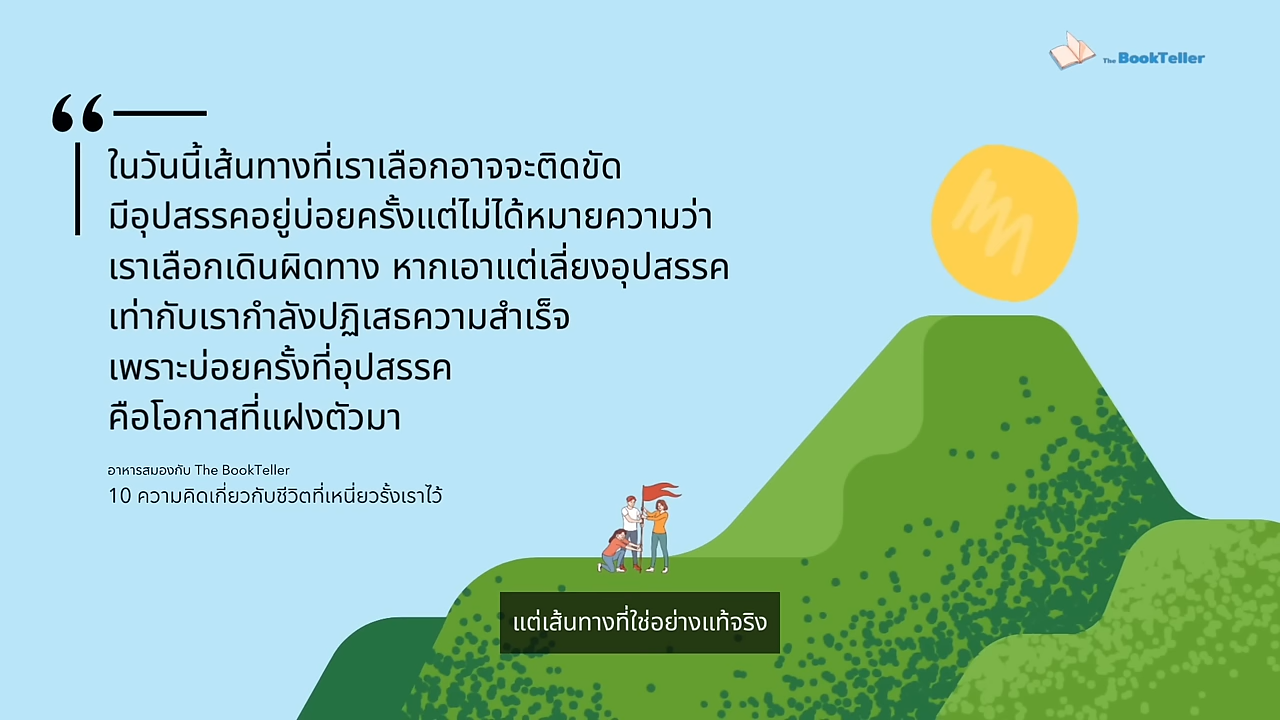 The BookTeller
ในวันนี้เส้นทางที่เราเลือกอาจจะติดขัด
มีอุปสรรคอยู่บ่อยครั้งแต่ไม่ได้หมายความว่า
เราเลือกเดินผิดทาง หากเอาแต่เลี่ยงอุปสรรค
เท่ากับเรากำลังปฏิเสธความสำเร็จ
เพราะบ่อยครั้งที่อุปสรรค
คือโอกาสที่แฝงตัวมา
อาหารสมองกับ The BookTeller
10 ความคิดเกี่ยวกับชีวิตที่เหนี่ยวรั้งเราไว้
แต่เส้นทางที่ใช่อย่างแท้จริง